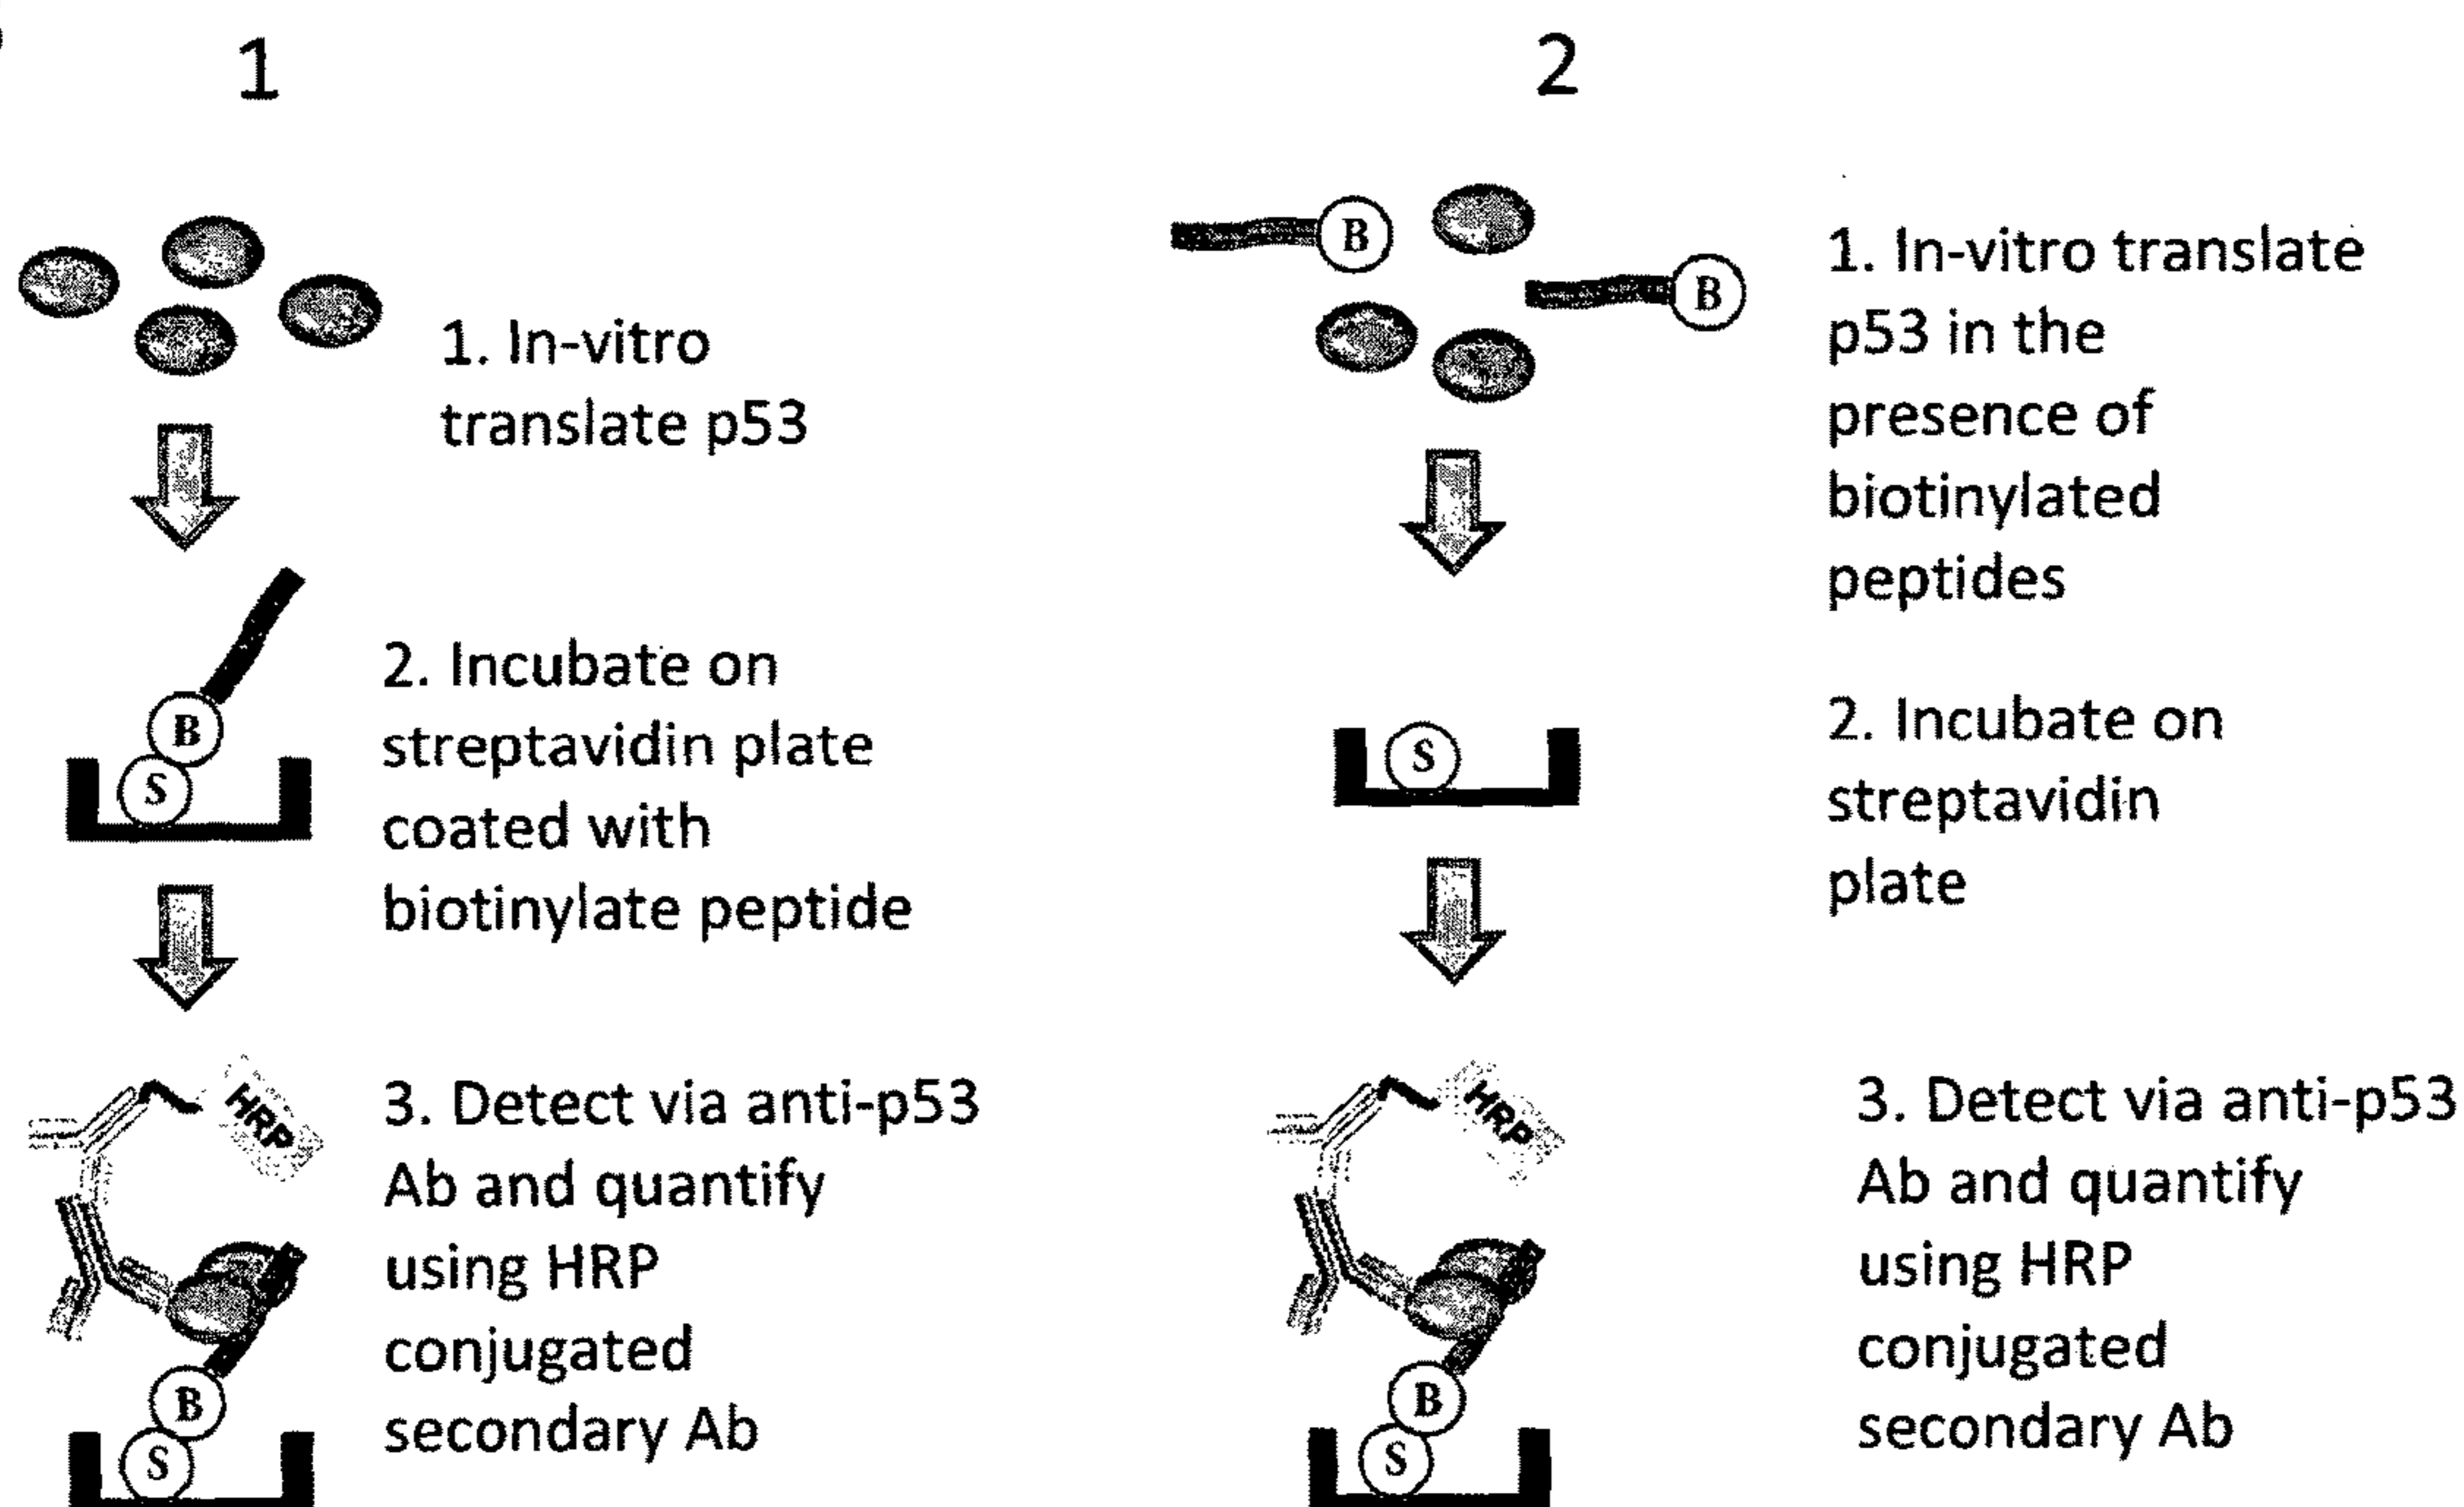 1
1. In-vitro
translate p53
B
S
2. Incubate on
streptavidin plate
coated with
biotinylate peptide
HRP
3. Detect via anti-p53
Ab and quantify
using HRP
conjugated
secondary Ab
B
S
2
B
B
1. In-vitro translate
p53 in the
presence of
biotinylated
peptides
S
2. Incubate on
streptavidin
plate
HRP
3. Detect via anti-p53
Ab and quantify
using HRP
conjugated
secondary Ab
B
S